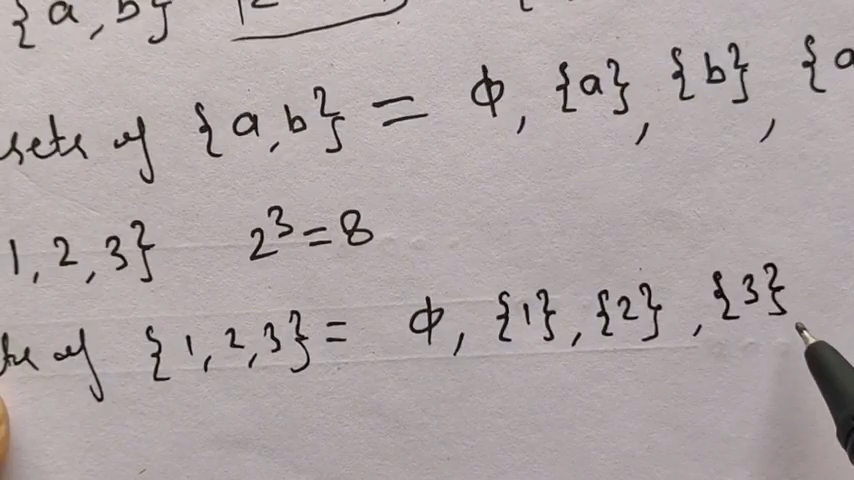 {a, b}
sets of {a, b} = ϕ, {a}, {b}, {a
1, 2, 3} 2³ = 8
of {1, 2, 3} = ϕ, {1}, {2}, {3}